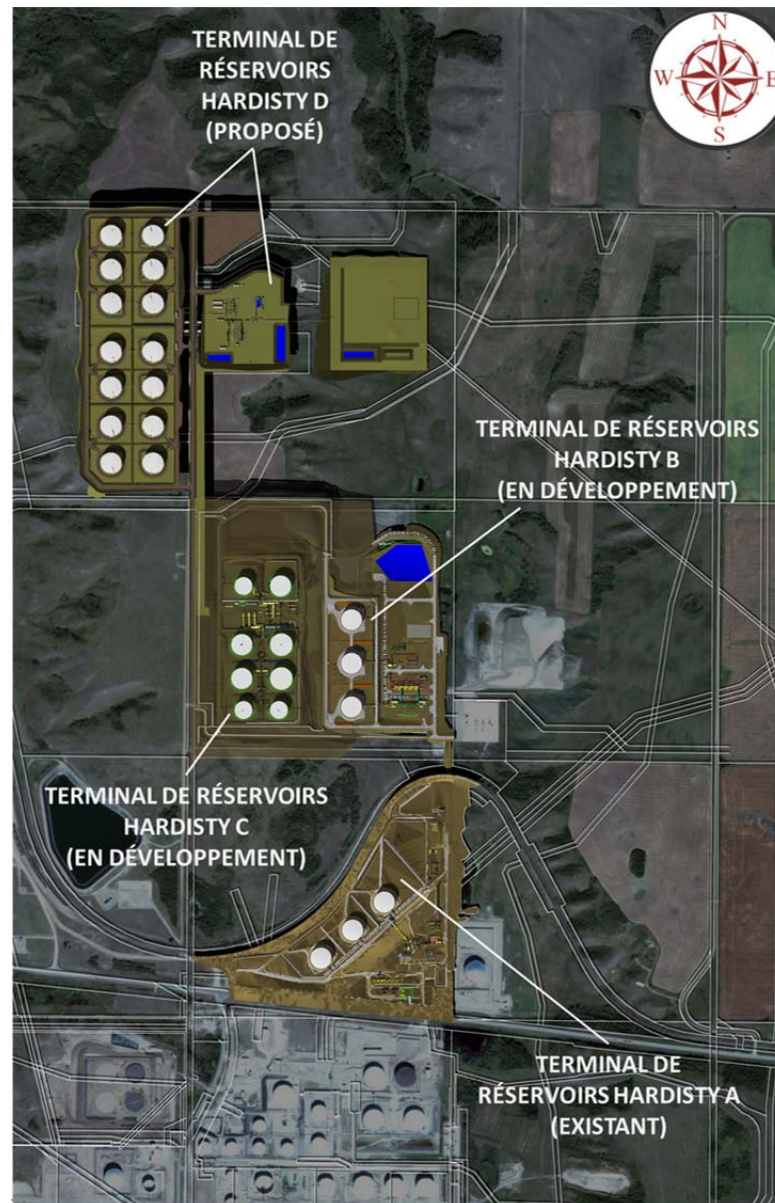 N
W
E
S
TERMINAL DE
RÉSERVOIRS
HARDISTY D
(PROPOSÉ)
TERMINAL DE RÉSERVOIRS
HARDISTY B
(EN DÉVELOPPEMENT)
TERMINAL DE RÉSERVOIRS
HARDISTY C
(EN DÉVELOPPEMENT)
TERMINAL DE
RÉSERVOIRS HARDISTY A
(EXISTANT)